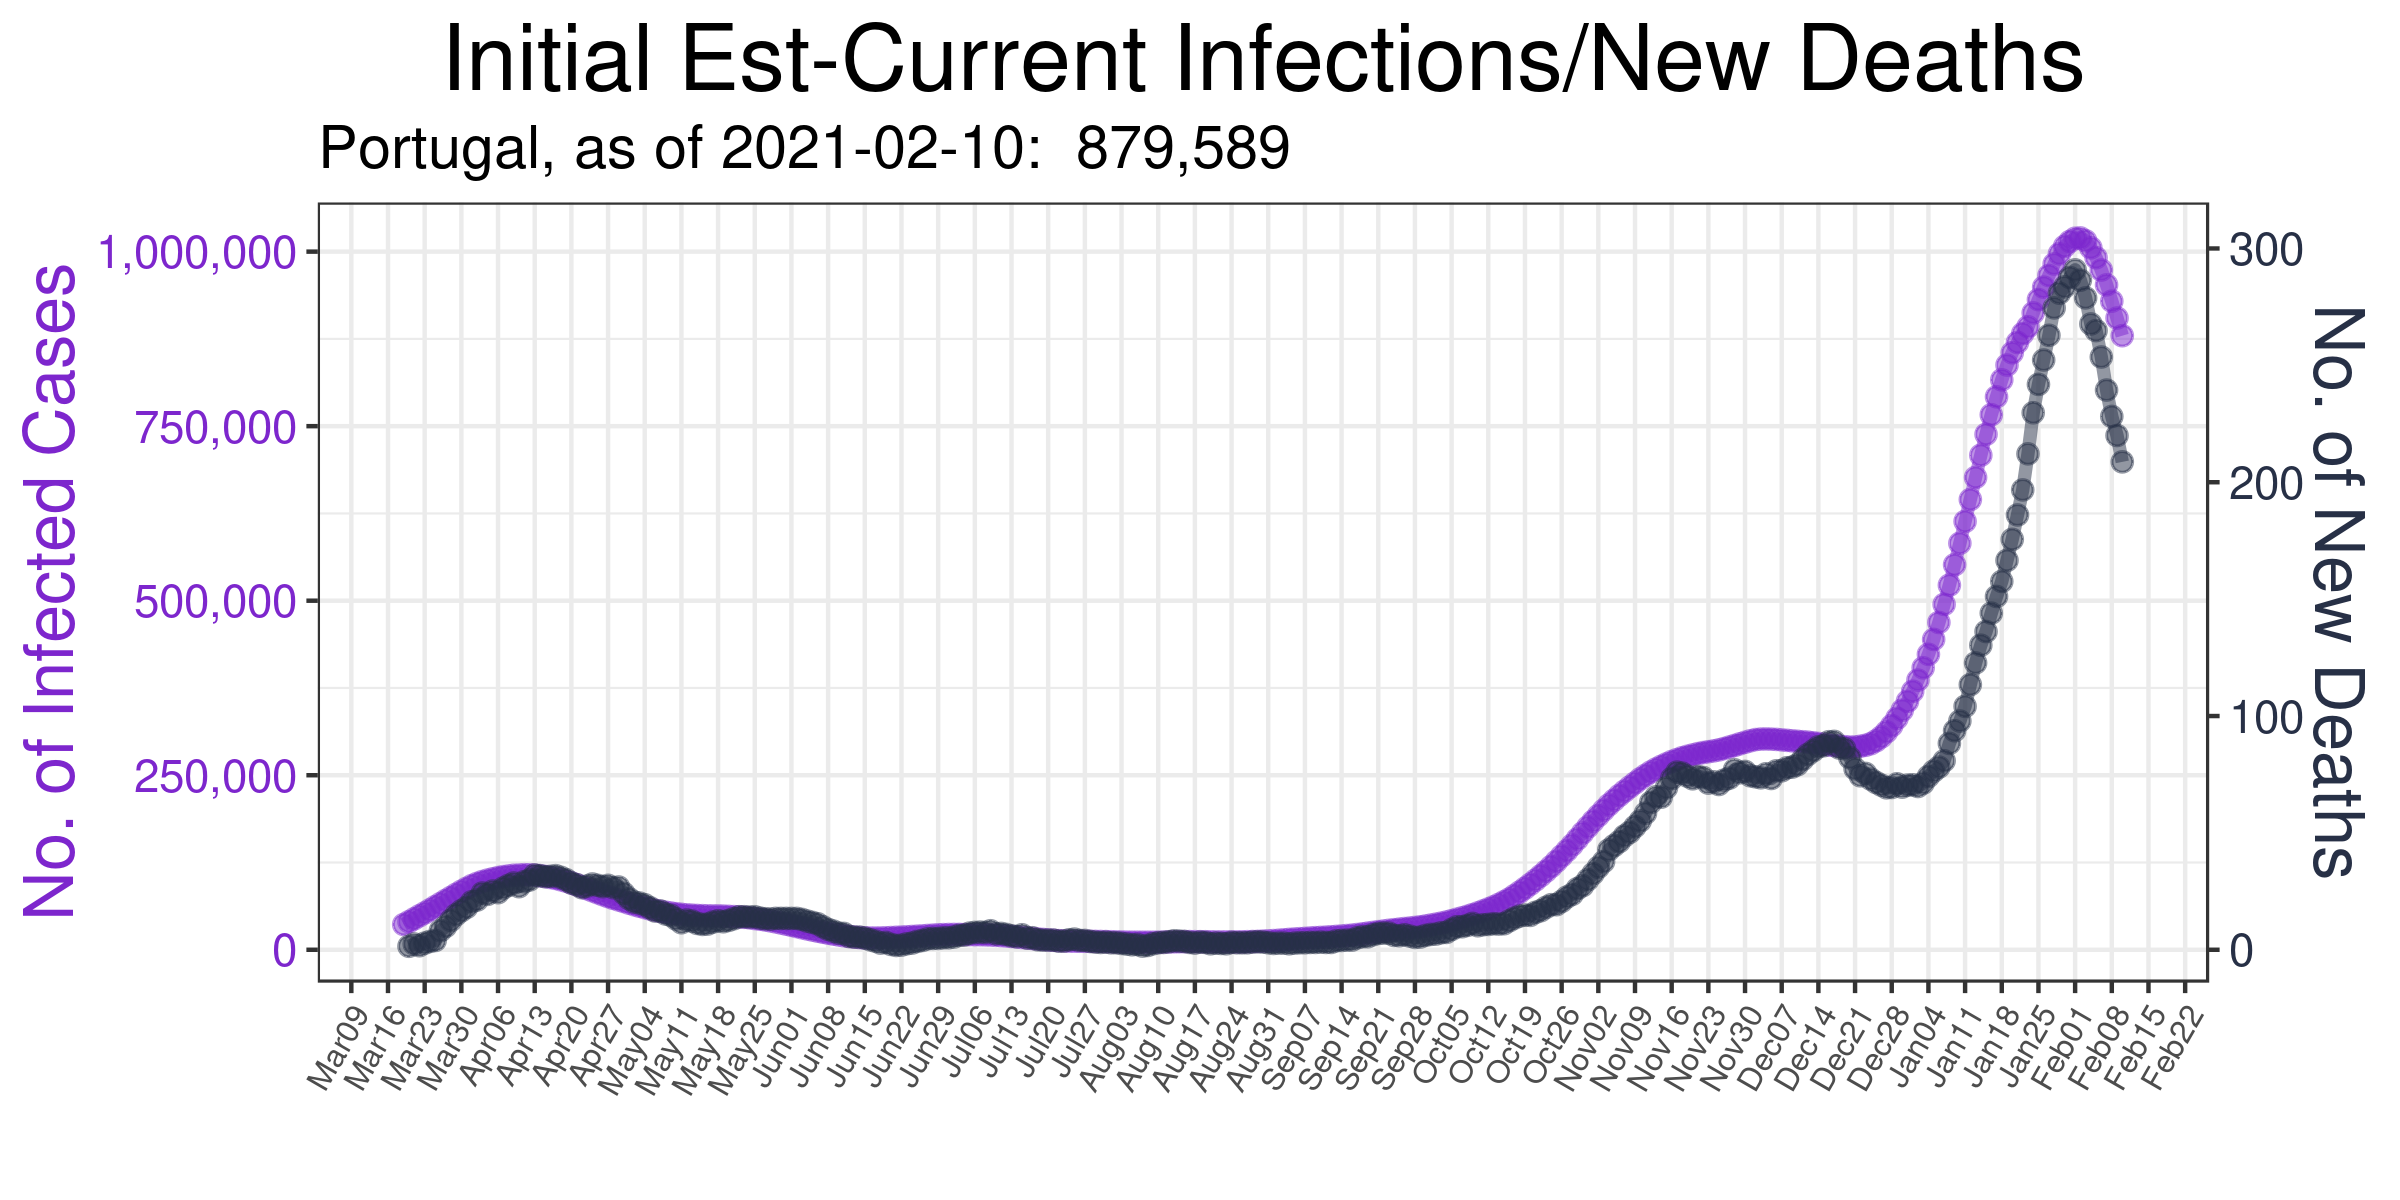 Initial Est-Current Infections/New Deaths
Portugal, as of 2021-02-10:  879,589
No. of Infected Cases
1,000,000
750,000
500,000
250,000
0
300
200
100
0
No. of New Deaths
Mar09
Mar16
Mar23
Mar30
Apr06
Apr13
Apr20
Apr27
May04
May11
May18
May25
Jun01
Jun08
Jun15
Jun22
Jun29
Jul06
Jul13
Jul20
Jul27
Aug03
Aug10
Aug17
Aug24
Aug31
Sep07
Sep14
Sep21
Sep28
Oct05
Oct12
Oct19
Oct26
Nov02
Nov09
Nov16
Nov23
Nov30
Dec07
Dec14
Dec21
Dec28
Jan04
Jan11
Jan18
Jan25
Feb01
Feb08
Feb15
Feb22